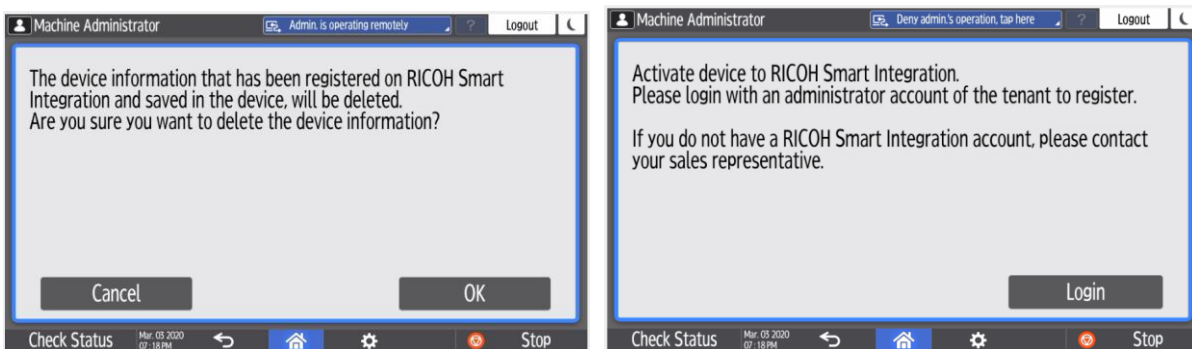 Machine Administrator
Admin. is operating remotely
?
Logout
The device information that has been registered on RICOH Smart
Integration and saved in the device, will be deleted.
Are you sure you want to delete the device information?
Cancel
OK
Check Status
Mar. 03 2020
07:18 PM
Stop
Machine Administrator
Deny admin.'s operation, tap here
?
Logout
Activate device to RICOH Smart Integration.
Please login with an administrator account of the tenant to register.
If you do not have a RICOH Smart Integration account, please contact
your sales representative.
Login
Check Status
Mar. 03 2020
07:18 PM
Stop